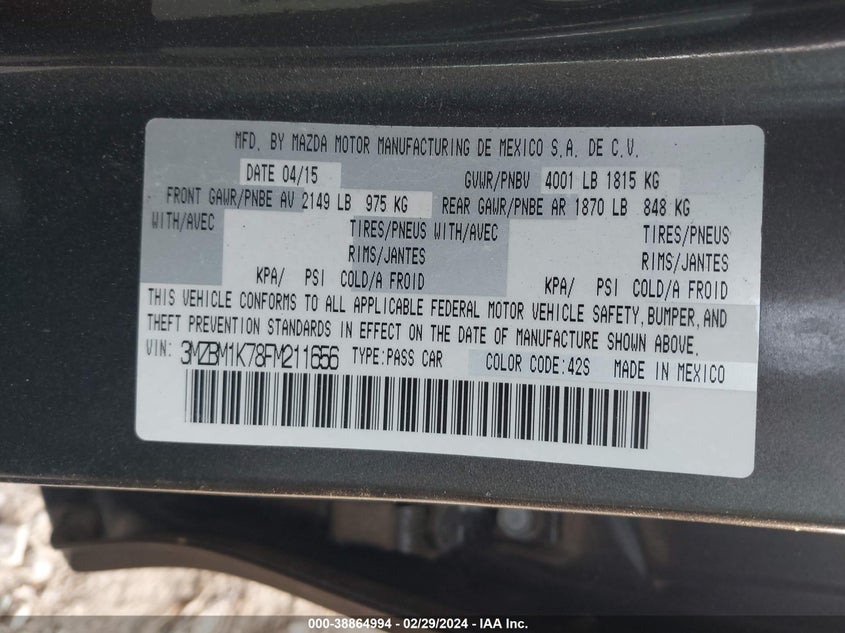 MFD. BY MAZDA MOTOR MANUFACTURING DE MEXICO S.A. DE C.V.
DATE 04/15 GVWR/PNBV 4001 LB 1815 KG
FRONT GAWR/PNBE AV 2149 LB 975 KG REAR GAWR/PNBE AR 1870 LB 848 KG
WITH/AVEC TIRES/PNEUS WITH/AVEC TIRES/PNEUS
RIMS/JANTES RIMS/JANTES
KPA/ PSI COLD/A FROID KPA/ PSI COLD/A FROID
THIS VEHICLE CONFORMS TO ALL APPLICABLE FEDERAL MOTOR VEHICLE SAFETY, BUMPER, AND
THEFT PREVENTION STANDARDS IN EFFECT ON THE DATE OF MANUFACTURE SHOWN ABOVE.
VIN: 3MZBM1K78FM211656 TYPE:PASS CAR COLOR CODE:42S MADE IN MEXICO
000-38864994 - 02/29/2024 - IAA Inc.